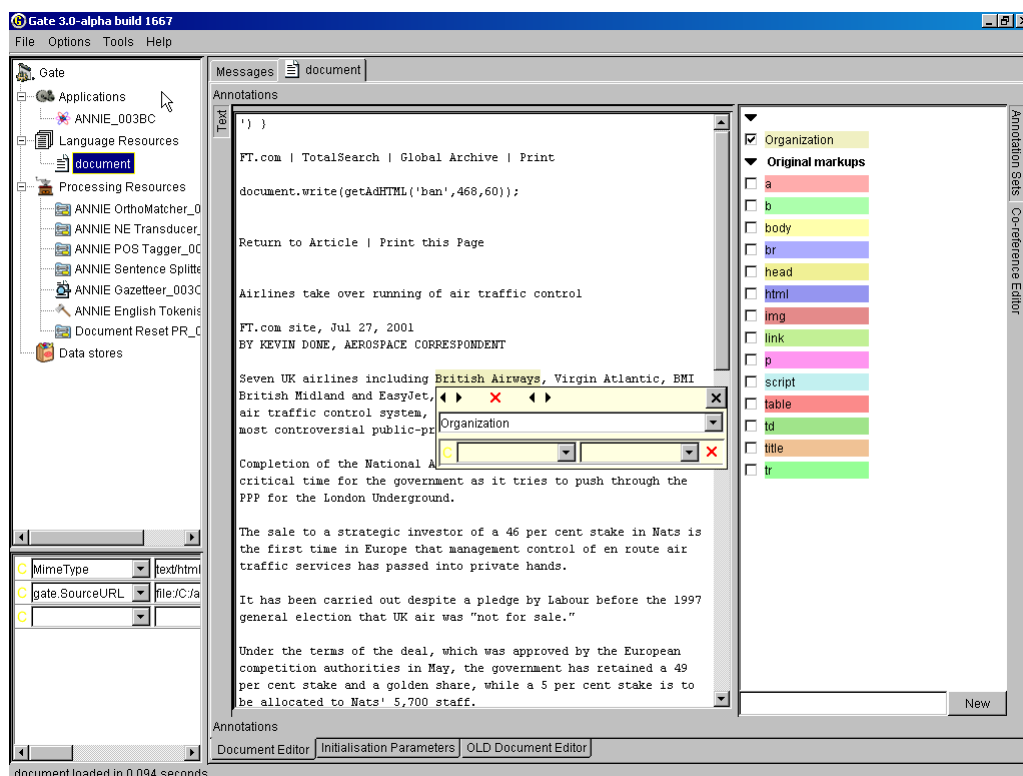 Gate 3.0-alpha build 1667
File Options Tools Help
Gate
Applications
ANNIE_003BC
Language Resources
document
Processing Resources
ANNIE OrthoMatcher_0
ANNIE NE Transducer_
ANNIE POS Tagger_00
ANNIE Sentence Splitte
ANNIE Gazetteer_003C
ANNIE English Tokenis
Document Reset PR_0
Data stores
C MimeType text/html
C gate.SourceURL file:/C:/a
C
Messages document
Annotations
Text
') }
FT.com | TotalSearch | Global Archive | Print
document.write(getAdHTML('ban',468,60));
Return to Article | Print this Page
Airlines take over running of air traffic control
FT.com site, Jul 27, 2001
BY KEVIN DONE, AEROSPACE CORRESPONDENT
Seven UK airlines including British Airways, Virgin Atlantic, BMI
British Midland and EasyJet,
air traffic control system,
most controversial public-pr
Organization
C
Completion of the National A
critical time for the government as it tries to push through the
PPP for the London Underground.
The sale to a strategic investor of a 46 per cent stake in Nats is
the first time in Europe that management control of en route air
traffic services has passed into private hands.
It has been carried out despite a pledge by Labour before the 1997
general election that UK air was "not for sale."
Under the terms of the deal, which was approved by the European
competition authorities in May, the government has retained a 49
per cent stake and a golden share, while a 5 per cent stake is to
be allocated to Nats' 5,700 staff.
Organization
Original markups
a
b
body
br
head
html
img
link
p
script
table
td
title
tr
New
Annotation Sets
Co-reference Editor
Annotations
Document Editor Initialisation Parameters OLD Document Editor
document loaded in 0.094 seconds